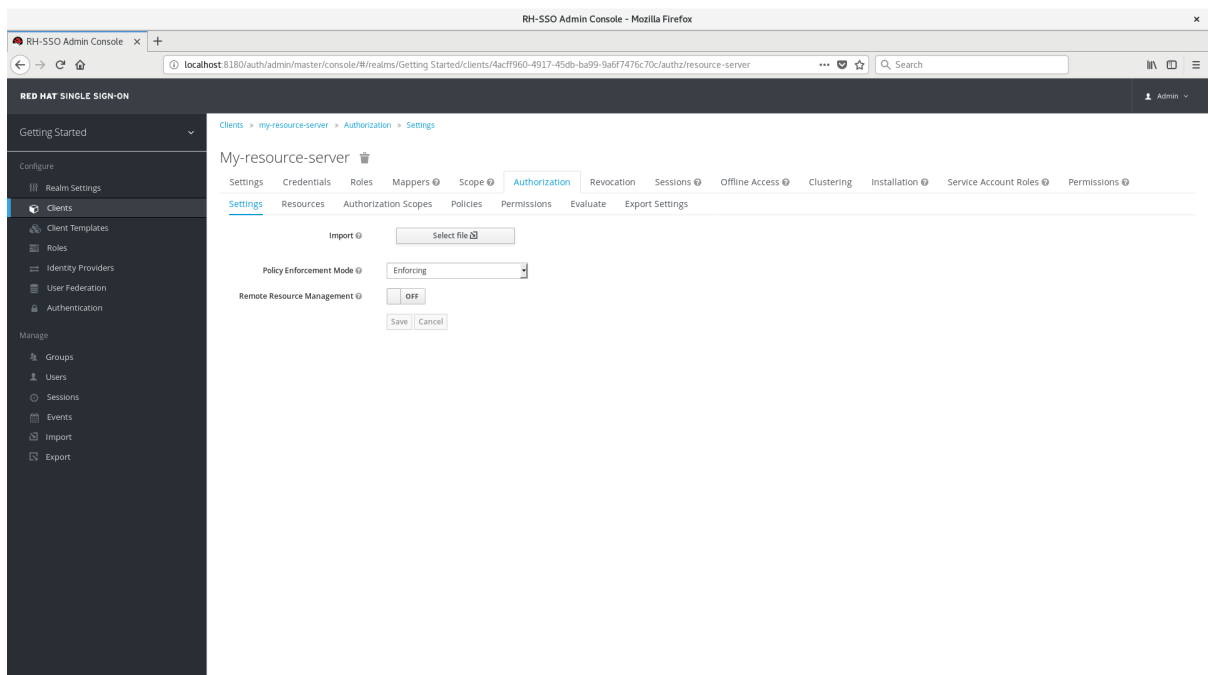 RH-SSO Admin Console - Mozilla Firefox
RH-SSO Admin Console
localhost:8180/auth/admin/master/console/#/realms/Getting Started/clients/4acff960-4917-45db-ba99-9a6f7476c70c/authz/resource-server
Search
RED HAT SINGLE SIGN-ON
Admin
Getting Started
Configure
Realm Settings
Clients
Client Templates
Roles
Identity Providers
User Federation
Authentication
Manage
Groups
Users
Sessions
Events
Import
Export
Clients » my-resource-server » Authorization » Settings
My-resource-server
Settings Credentials Roles Mappers Scope Authorization Revocation Sessions Offline Access Clustering Installation Service Account Roles Permissions
Settings Resources Authorization Scopes Policies Permissions Evaluate Export Settings
Import Select file
Policy Enforcement Mode Enforcing
Remote Resource Management OFF
Save Cancel